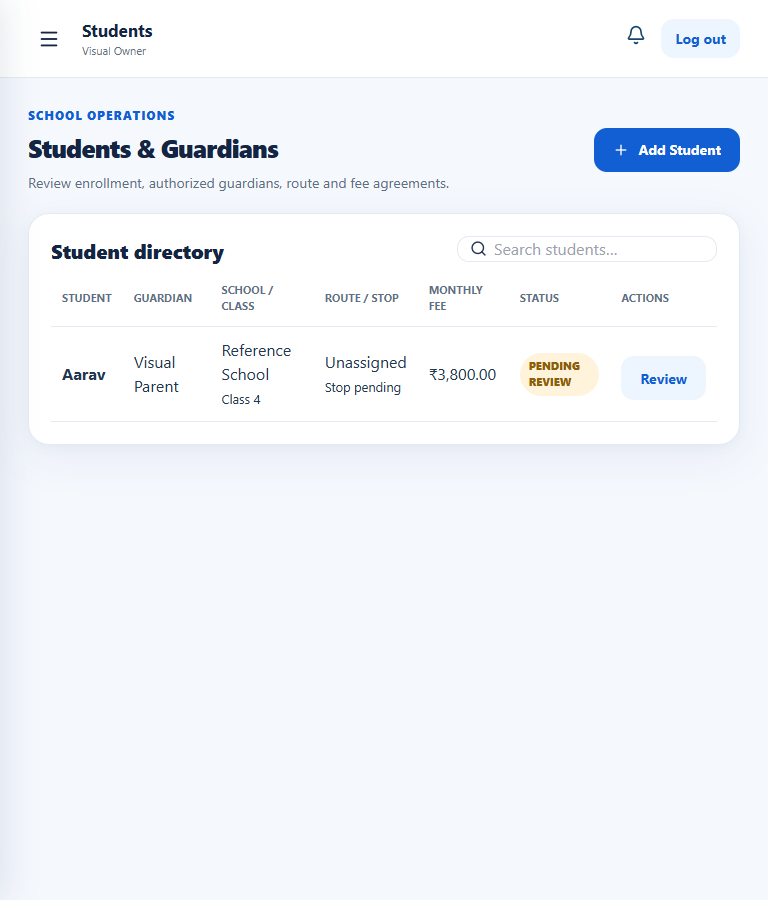 Students
Visual Owner
Log out
SCHOOL OPERATIONS
Students & Guardians
Add Student
Review enrollment, authorized guardians, route and fee agreements.
Student directory
Search students...
STUDENT GUARDIAN SCHOOL / CLASS ROUTE / STOP MONTHLY FEE STATUS ACTIONS
Aarav
Visual
Parent
Reference
School
Class 4
Unassigned
Stop pending
₹3,800.00
PENDING
REVIEW
Review